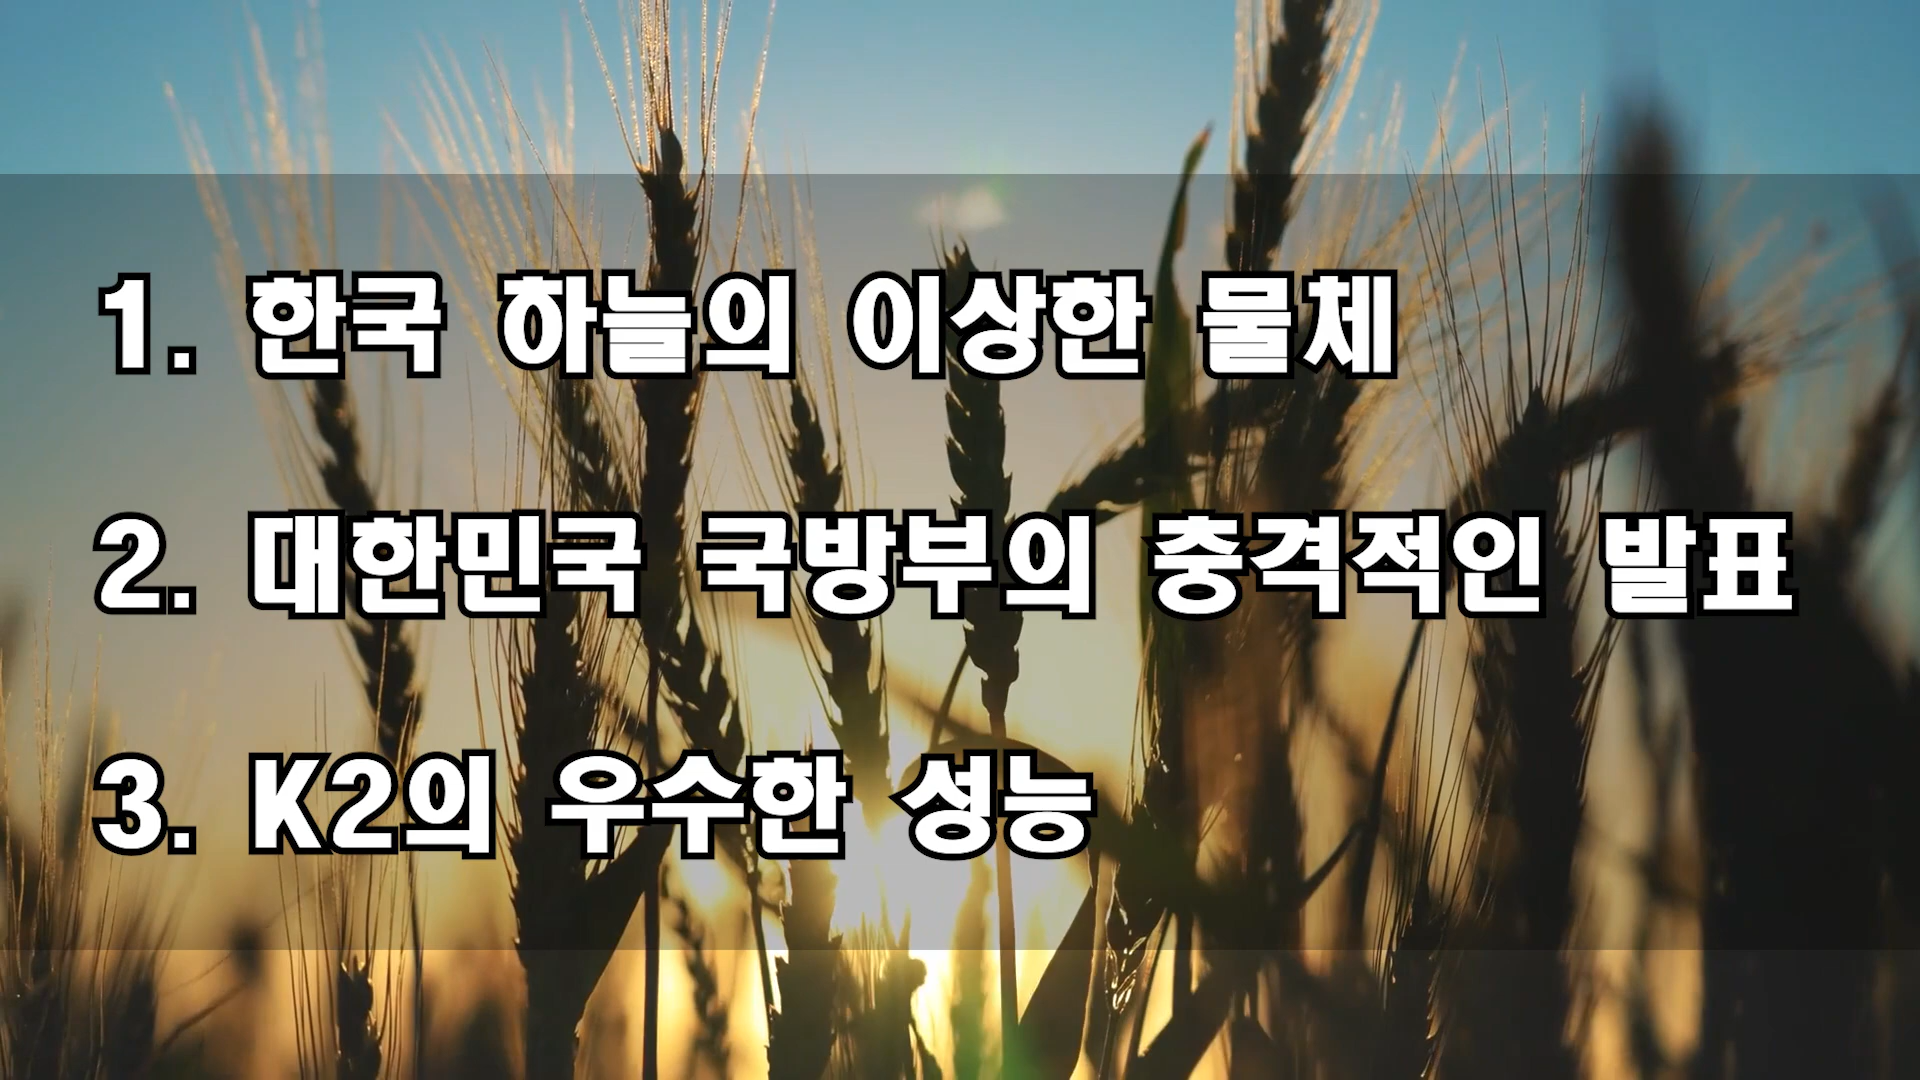 1. 한국 하늘의 이상한 물체
2. 대한민국 국방부의 충격적인 발표
3. K2의 우수한 성능